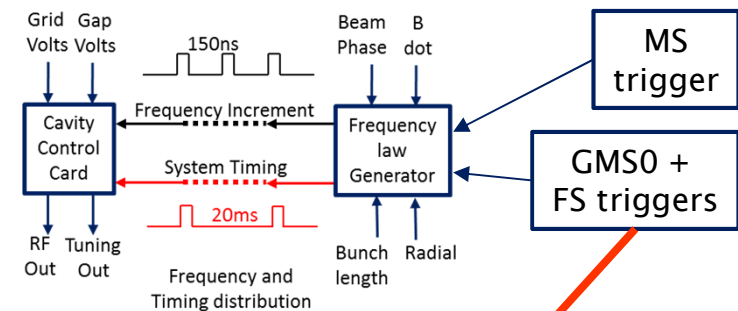 Grid Gap
Volts Volts
150ns
Beam
Phase
B
dot
MS
trigger
Frequency Increment
Cavity
Control
Card
Frequency
law
Generator
System Timing
GMS0 +
FS triggers
20ms
RF
Out
Tuning
Out
Bunch
length
Radial
Frequency and
Timing distribution